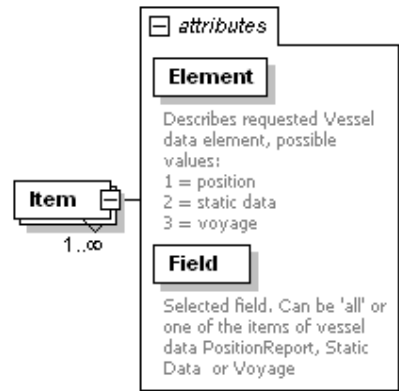 attributes
Element
Describes requested Vessel
data element, possible
values:
1 = position
2 = static data
3 = voyage
Item
1..∞
Field
Selected field. Can be 'all' or
one of the items of vessel
data PositionReport, Static
Data or Voyage